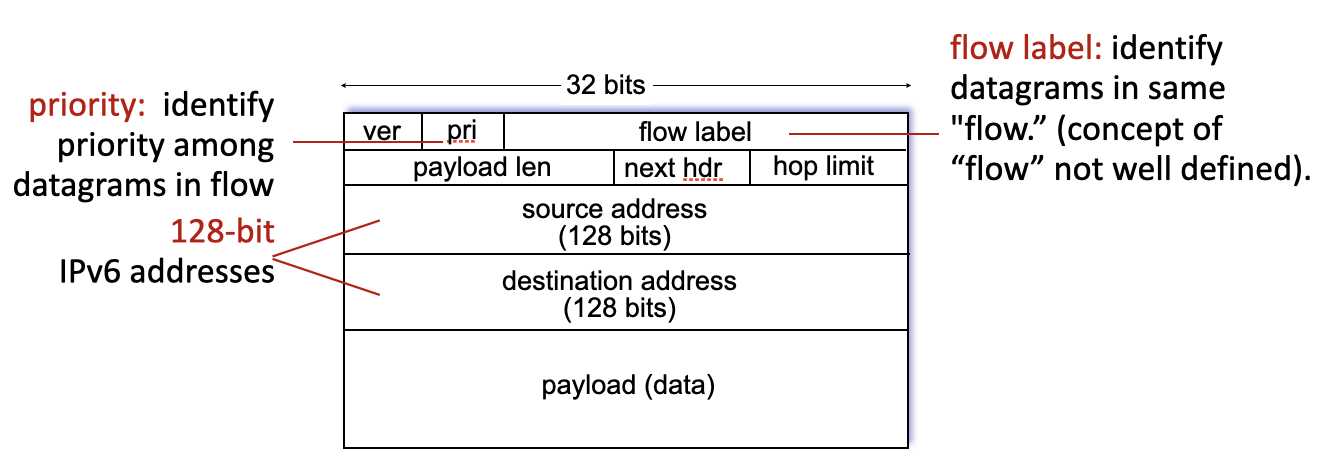 32 bits
priority: identify
priority among
datagrams in flow
128-bit
IPv6 addresses
ver pri flow label
payload len next hdr hop limit
source address
(128 bits)
destination address
(128 bits)
payload (data)
flow label: identify
datagrams in same
"flow.” (concept of
“flow” not well defined).